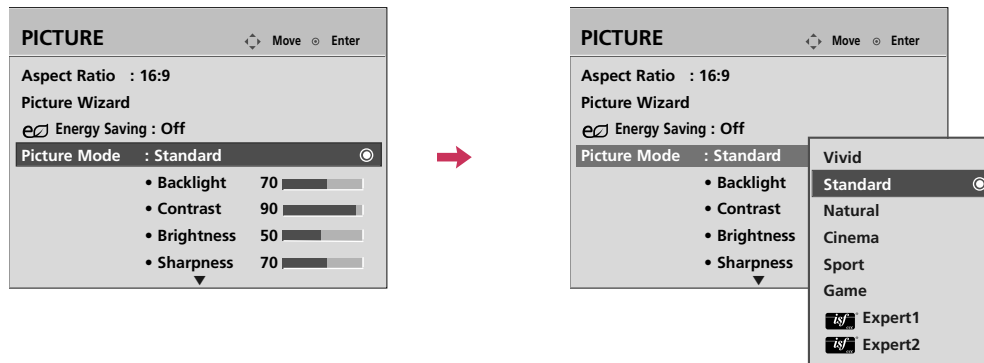 PICTURE Move Enter
Aspect Ratio : 16:9
Picture Wizard
Energy Saving : Off
Picture Mode : Standard
• Backlight 70
• Contrast 90
• Brightness 50
• Sharpness 70
PICTURE Move Enter
Aspect Ratio : 16:9
Picture Wizard
Energy Saving : Off
Picture Mode : Standard
• Backlight
• Contrast
• Brightness
• Sharpness
Vivid
Standard
Natural
Cinema
Sport
Game
isf Expert1
isf Expert2